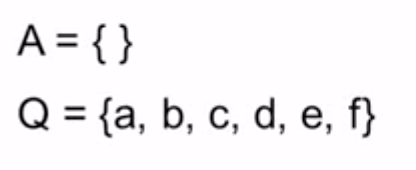 A = { }
Q = {a, b, c, d, e, f}